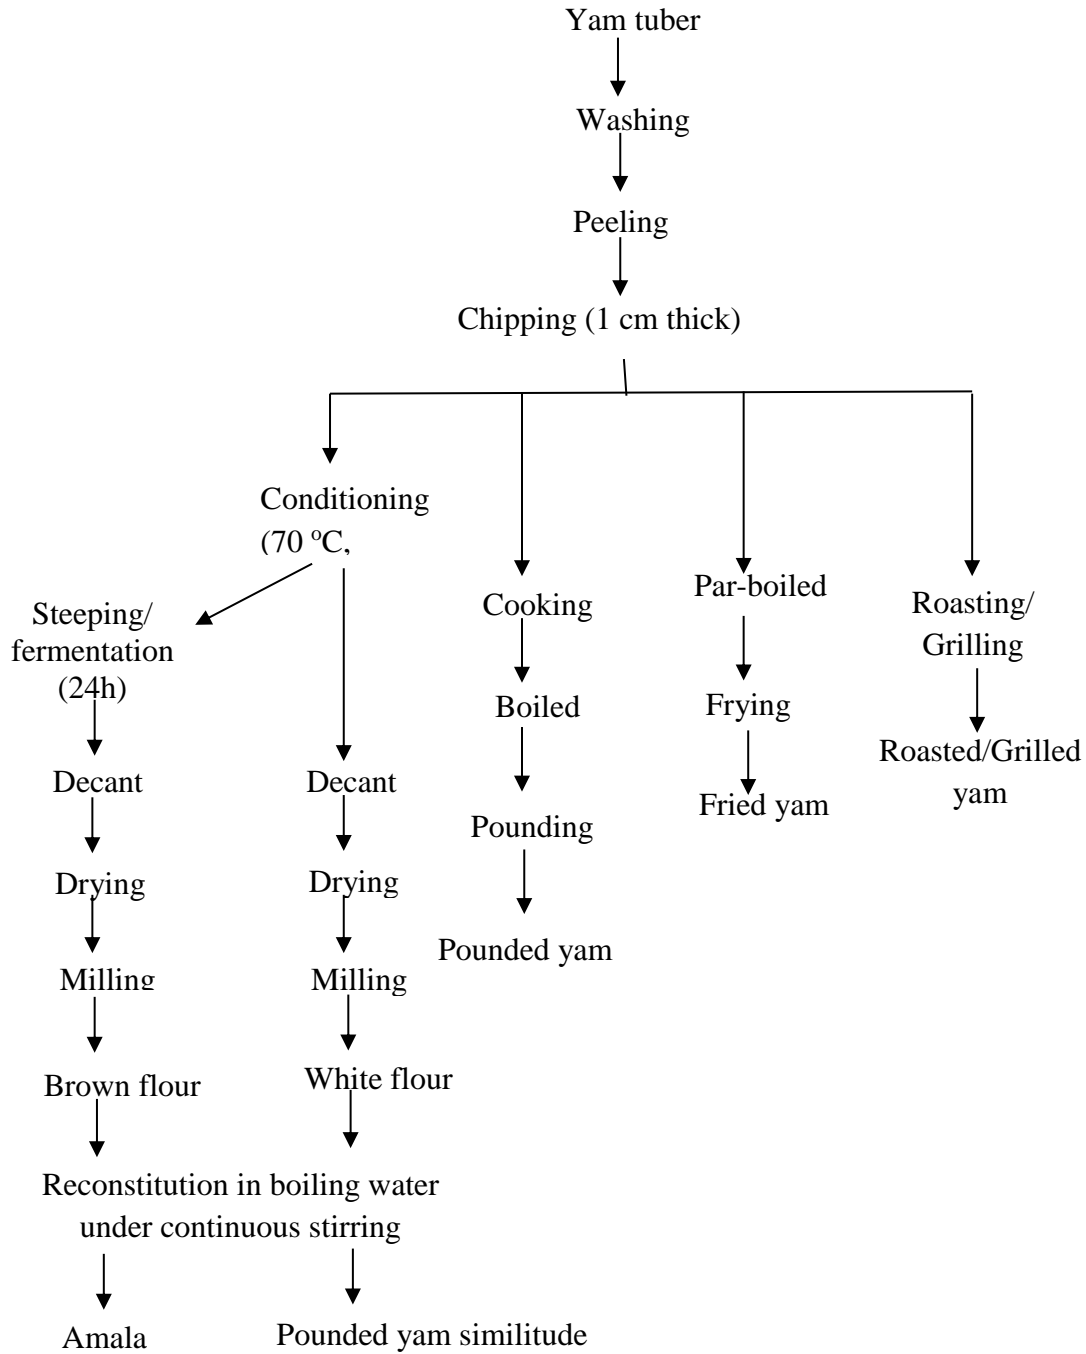 Yam tuber
Washing
Peeling
Chipping (1 cm thick)
Conditioning
(70 °C,
Steeping/
fermentation
(24h)
Decant
Drying
Milling
Brown flour
Decant
Drying
Milling
White flour
Reconstitution in boiling water
under continuous stirring
Amala
Pounded yam similitude
Cooking
Boiled
Pounding
Pounded yam
Par-boiled
Frying
Fried yam
Roasting/
Grilling
Roasted/Grilled
yam